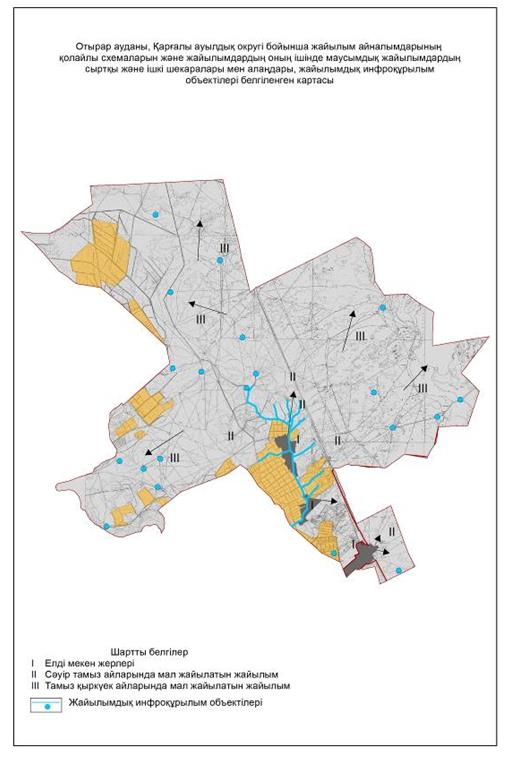 Отырар ауданы, Қарғалы ауылдық округі бойынша жайылым айналымдарының
қолайлы схемаларын және жайылымдардың оның ішінде маусымдық жайылымдардың
сыртқы және ішкі шекаралары мен алаңдары, жайылымдық инфроқұрылым
объектілері белгіленген картасы
III
III
III
II
III
II
I
II
II
III
I
II
I
Шартты белгілер
I Елді мекен жерлері
II Сәуір тамыз айларында мал жайылатын жайылым
III Тамыз қыркуек айларында мал жайылатын жайылым
Жайылымдық инфроқұрылым объектілері